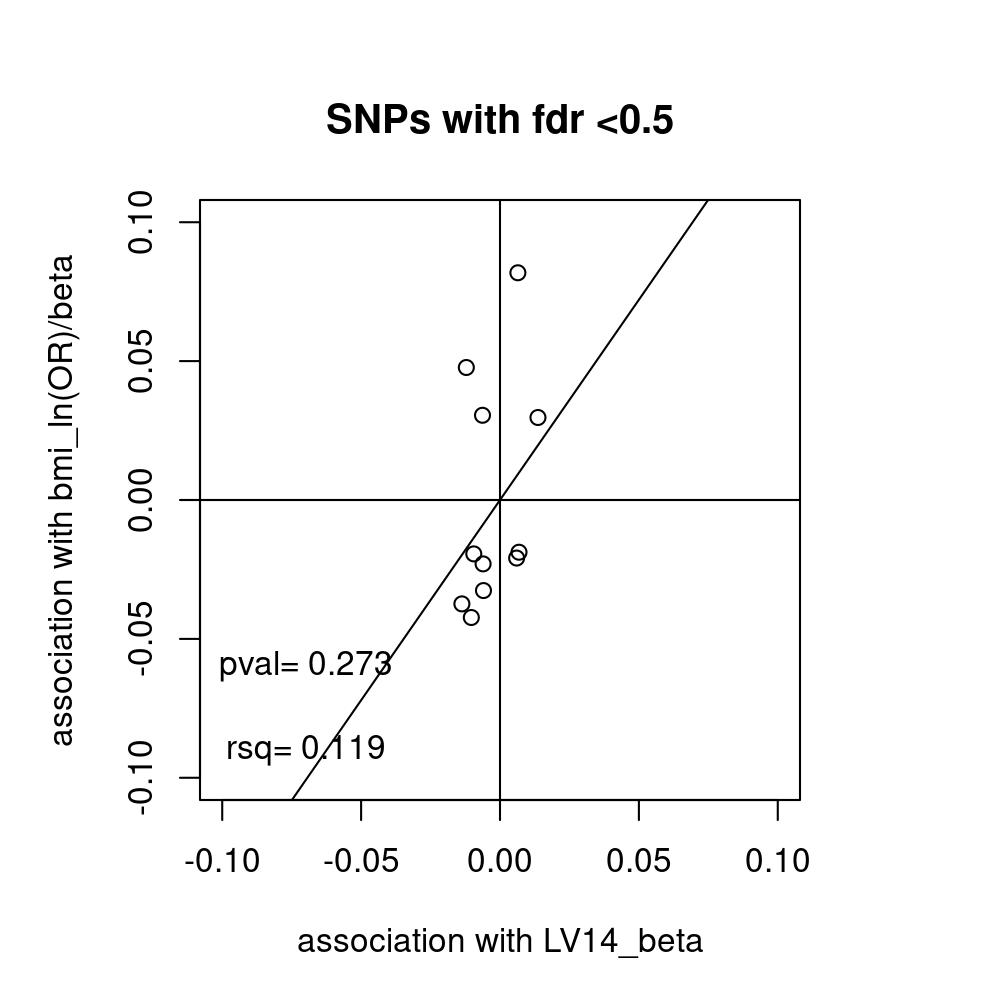 SNPs with fdr <0.5
association with bmi_ln(OR)/beta
0.10
0.05
0.00
-0.05
-0.10
pval= 0.273
rsq= 0.119
-0.10 -0.05 0.00 0.05 0.10
association with LV14_beta